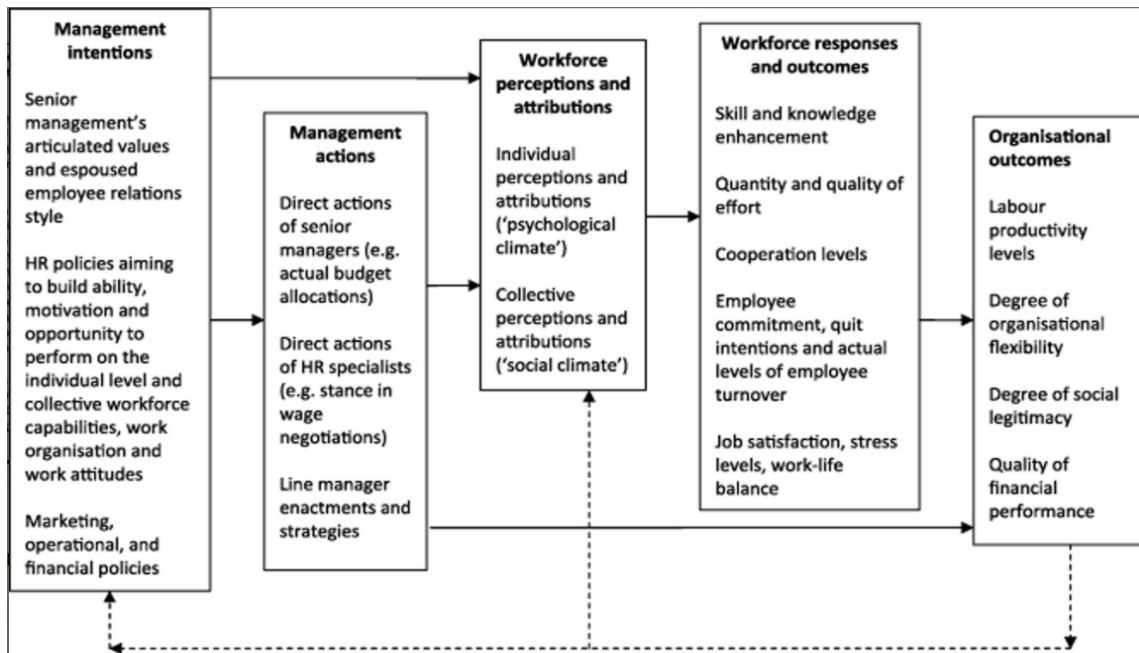 Management
intentions
Senior
management's
articulated values
and espoused
employee relations
style
HR policies aiming
to build ability,
motivation and
opportunity to
perform on the
individual level and
collective workforce
capabilities, work
organisation and
work attitudes
Marketing,
operational, and
financial policies
Management
actions
Direct actions
of senior
managers (e.g.
actual budget
allocations)
Direct actions
of HR specialists
(e.g. stance in
wage
negotiations)
Line manager
enactments and
strategies
Workforce
perceptions and
attributions
Individual
perceptions and
attributions
('psychological
climate')
Collective
perceptions and
attributions
('social climate')
Workforce responses
and outcomes
Skill and knowledge
enhancement
Quantity and quality of
effort
Cooperation levels
Employee
commitment, quit
intentions and actual
levels of employee
turnover
Job satisfaction, stress
levels, work-life
balance
Organisational
outcomes
Labour
productivity
levels
Degree of
organisational
flexibility
Degree of social
legitimacy
Quality of
financial
performance